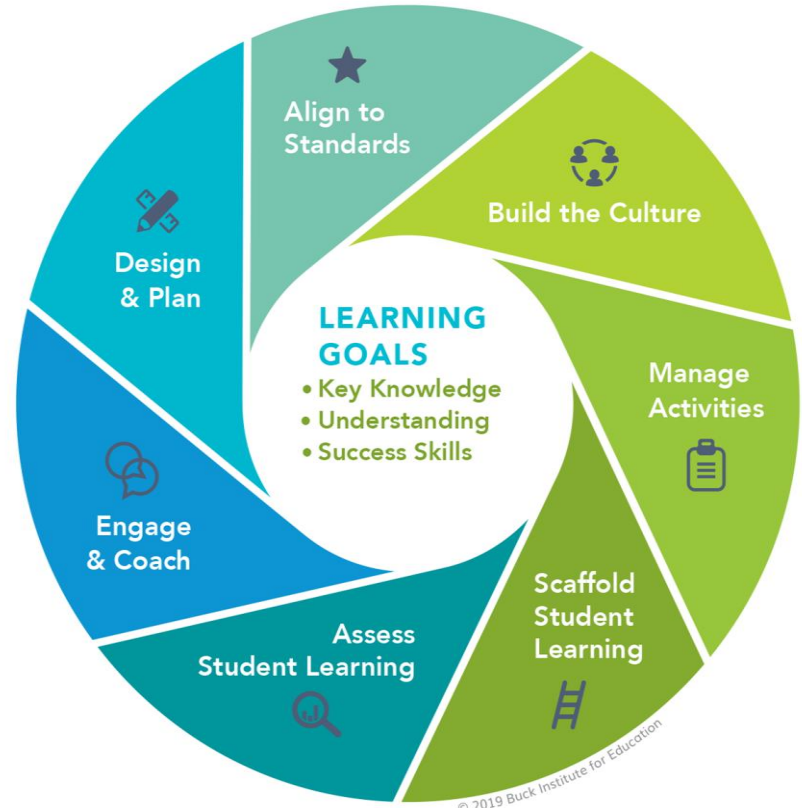 Align to
Standards
Build the Culture
Design
& Plan
LEARNING
GOALS
• Key Knowledge
• Understanding
• Success Skills
Manage
Activities
Engage
& Coach
Scaffold
Student
Learning
Assess
Student Learning
© 2019 Buck Institute for Education